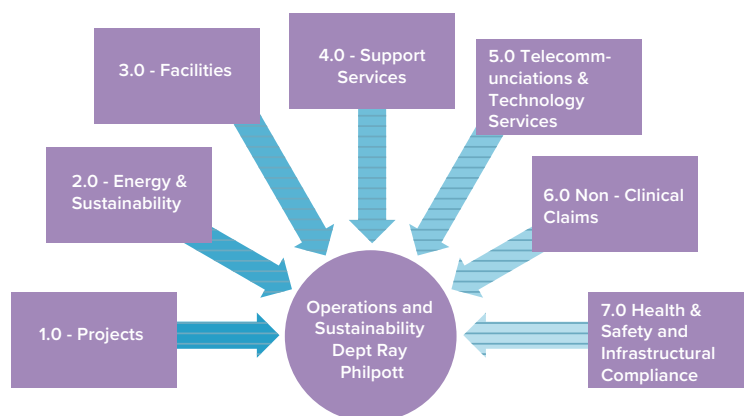 4.0 - Support
Services
3.0 - Facilities
5.0 Telecomm-
unciations &
Technology
Services
2.0 - Energy &
Sustainability
6.0 Non - Clinical
Claims
1.0 - Projects
Operations and
Sustainability
Dept Ray
Philpott
7.0 Health &
Safety and
Infrastructural
Compliance